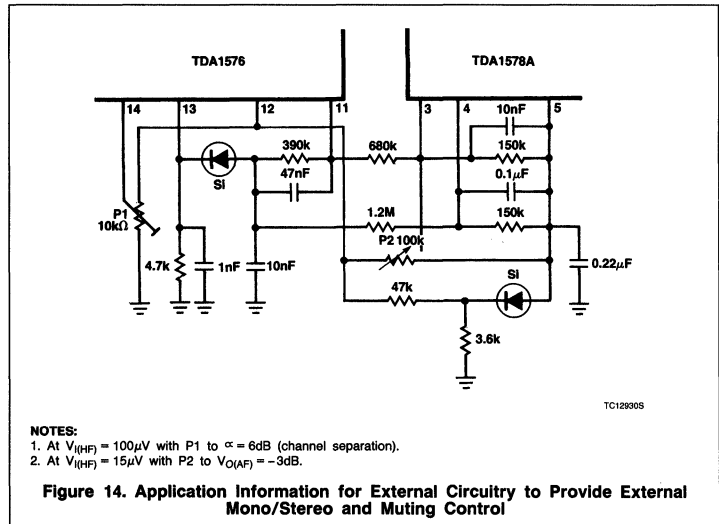 TDA1576
TDA1578A
14
13
12
11
3
4
5
10nF
390k
680k
150k
47nF
0.1µF
Si
P1
10kΩ
1.2M
150k
P2 100k
4.7k
1nF
10nF
0.22µF
Si
47k
3.6k
TC12930S
NOTES:
1. At VI(HF) = 100µV with P1 to ∝ = 6dB (channel separation).
2. At VI(HF) = 15µV with P2 to VO(AF) = −3dB.
Figure 14. Application Information for External Circuitry to Provide External
Mono/Stereo and Muting Control